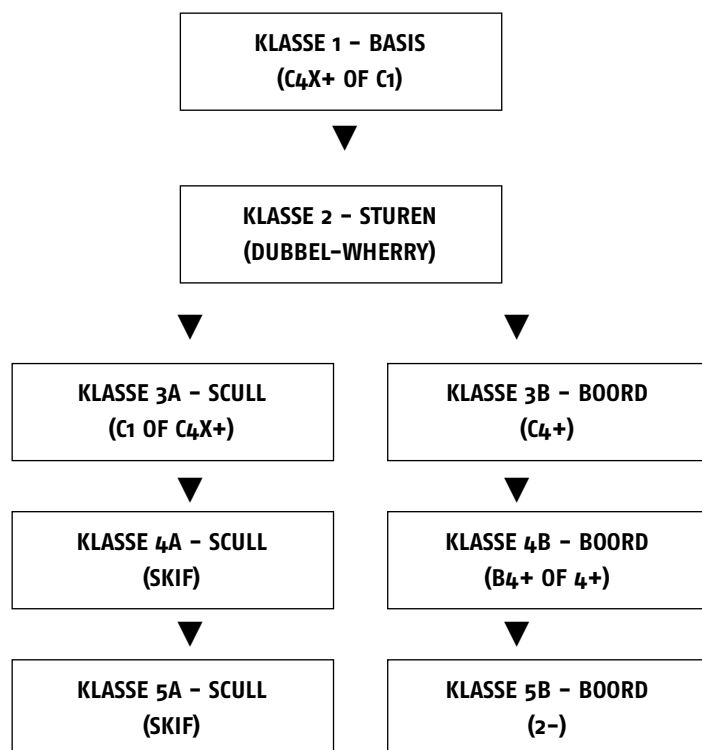 KLASSE 1 – BASIS
(C4X+ OF C1)
KLASSE 2 – STUREN
(DUBBEL-WHERRY)
KLASSE 3A – SCULL
(C1 OF C4X+)
KLASSE 3B – BOORD
(C4+)
KLASSE 4A – SCULL
(SKIF)
KLASSE 4B – BOORD
(B4+ OF 4+)
KLASSE 5A – SCULL
(SKIF)
KLASSE 5B – BOORD
(2-)